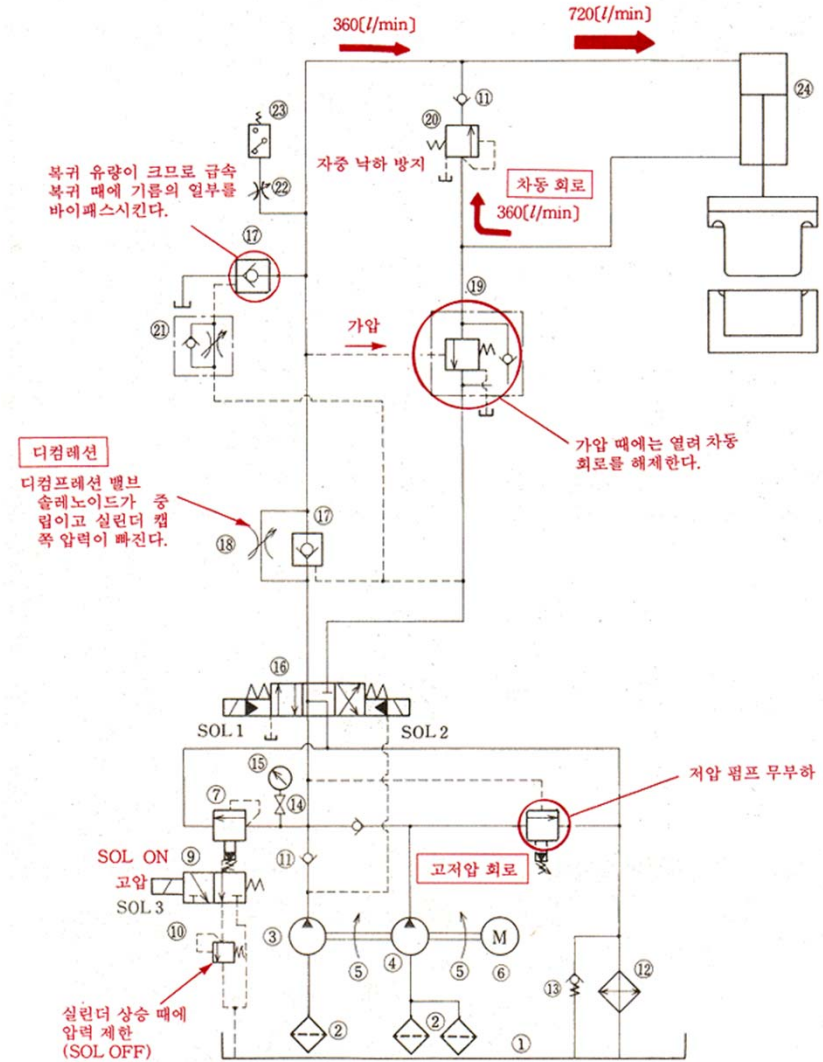 360[l/min]
720[l/min]
㉓
⑪
㉔
⑳
복귀 유량이 크므로 급속
복귀 때에 기름의 일부를
바이패스시킨다.
자중 낙하 방지
차동 회로
㉒
360[l/min]
⑰
⑲
㉑
가압
가압 때에는 열려 차동
회로를 해제한다.
디컴레션
디컴프레션 밸브
솔레노이드가 중
립이고 실린더 캡
쪽 압력이 빠진다.
⑰
⑱
⑯
SOL 1
SOL 2
⑮
저압 펌프 무부하
⑦
⑭
SOL ON
⑨
⑪
고압
고저압 회로
SOL 3
⑩
③
④
M
⑤
⑤
⑥
⑬
⑫
실린더 상승 때에
압력 제한
(SOL OFF)
②
②
①